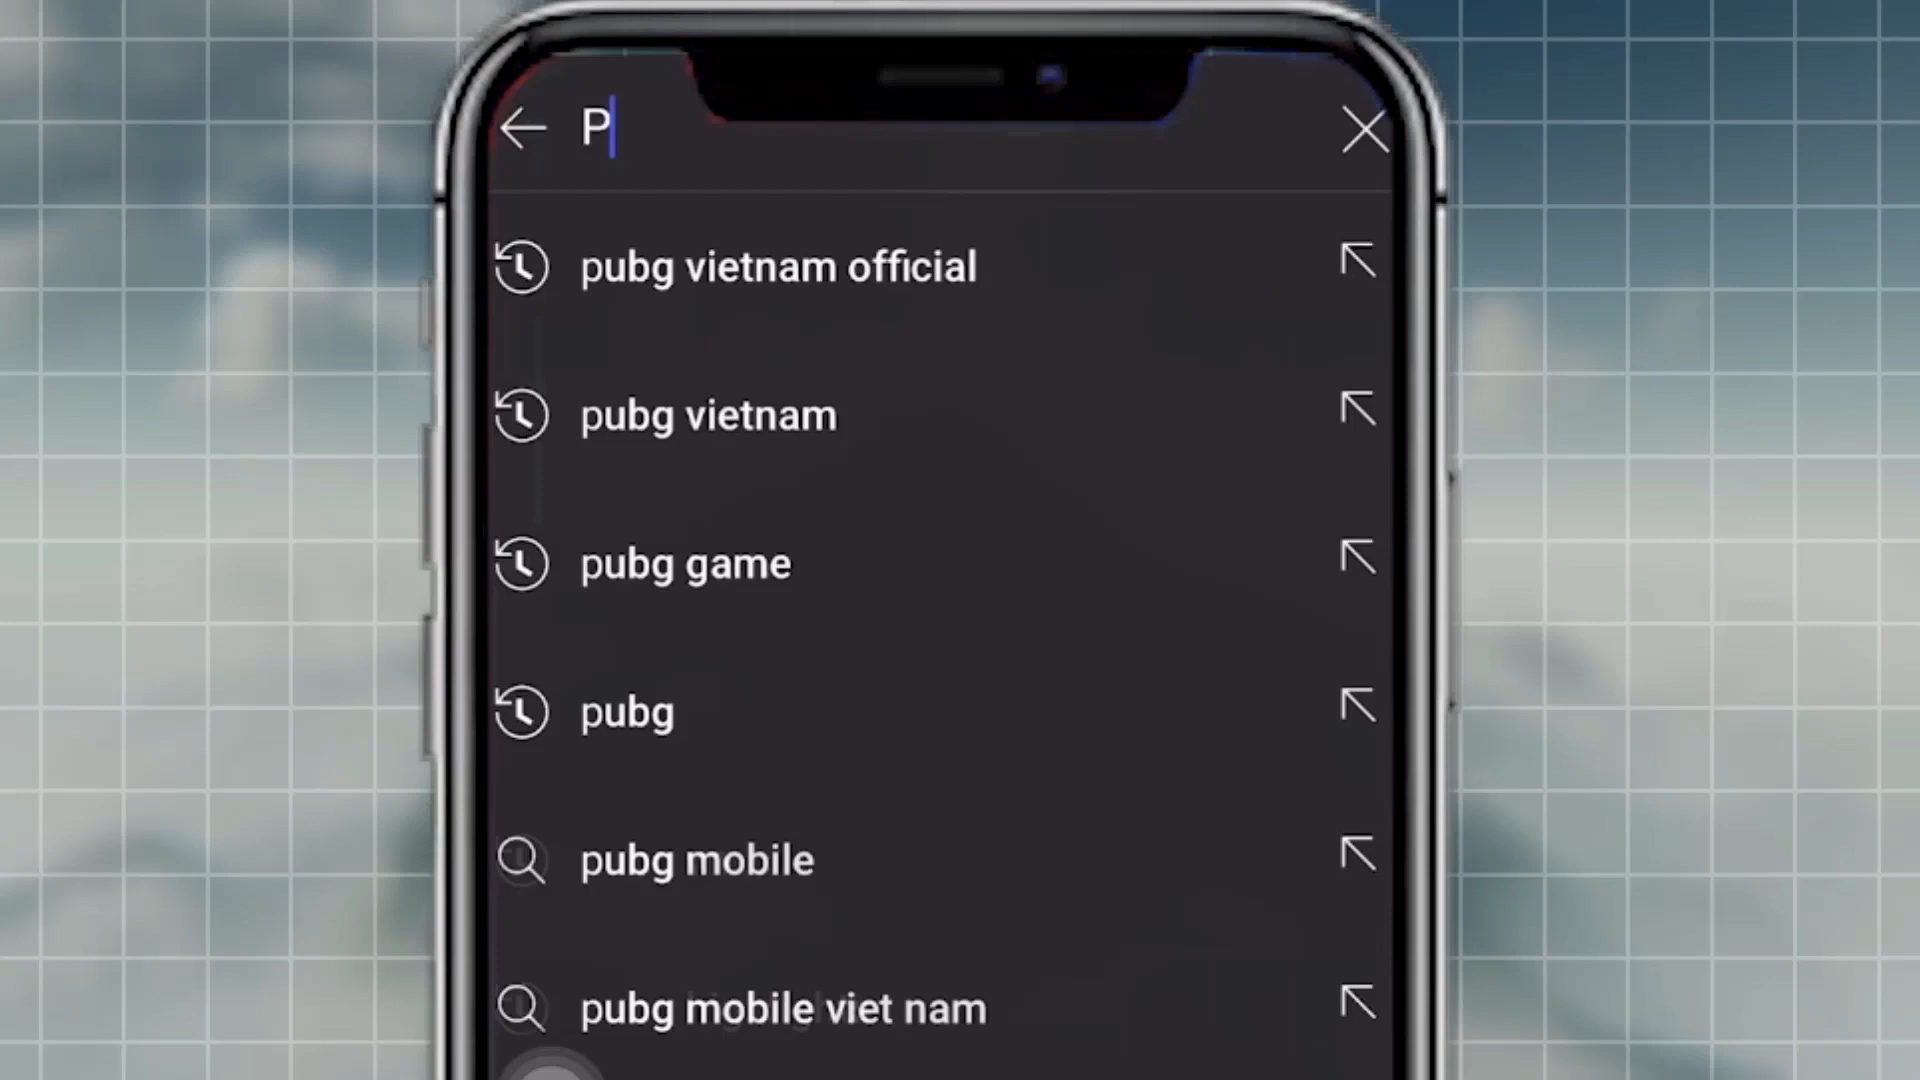 P
pubg vietnam official
pubg vietnam
pubg game
pubg
pubg mobile
pubg mobile viet nam